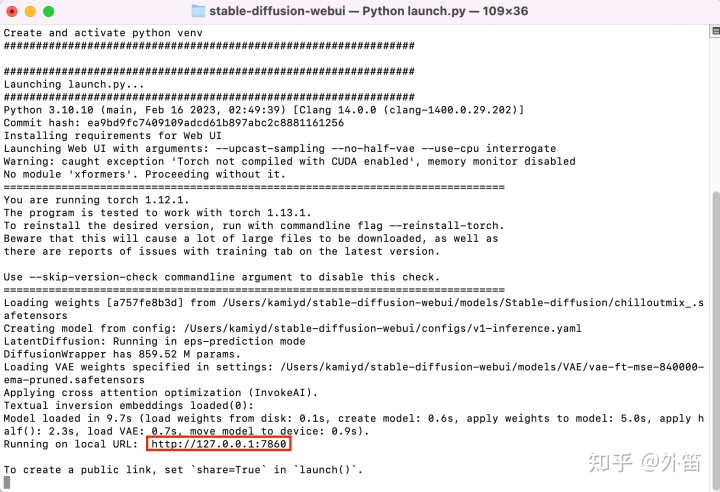 stable-diffusion-webui — Python launch.py — 109×36
Create and activate python venv
################################################################
################################################################
Launching launch.py...
################################################################
Python 3.10.10 (main, Feb 16 2023, 02:49:39) [Clang 14.0.0 (clang-1400.0.29.202)]
Commit hash: ea9bd9fc7409109adcd61b897abc2c8881161256
Installing requirements for Web UI
Launching Web UI with arguments: --upcast-sampling --no-half-vae --use-cpu interrogate
Warning: caught exception 'Torch not compiled with CUDA enabled', memory monitor disabled
No module 'xformers'. Proceeding without it.
==============================================================================
You are running torch 1.12.1.
The program is tested to work with torch 1.13.1.
To reinstall the desired version, run with commandline flag --reinstall-torch.
Beware that this will cause a lot of large files to be downloaded, as well as
there are reports of issues with training tab on the latest version.
Use --skip-version-check commandline argument to disable this check.
==============================================================================
Loading weights [a757fe8b3d] from /Users/kamiyd/stable-diffusion-webui/models/Stable-diffusion/chilloutmix_.s
afetensors
Creating model from config: /Users/kamiyd/stable-diffusion-webui/configs/v1-inference.yaml
LatentDiffusion: Running in eps-prediction mode
DiffusionWrapper has 859.52 M params.
Loading VAE weights specified in settings: /Users/kamiyd/stable-diffusion-webui/models/VAE/vae-ft-mse-840000-
ema-pruned.safetensors
Applying cross attention optimization (InvokeAI).
Textual inversion embeddings loaded(0):
Model loaded in 9.7s (load weights from disk: 0.1s, create model: 0.6s, apply weights to model: 5.0s, apply h
alf(): 2.3s, load VAE: 0.7s, move model to device: 0.9s).
Running on local URL:  http://127.0.0.1:7860
To create a public link, set `share=True` in `launch()`.
知乎 @外笛